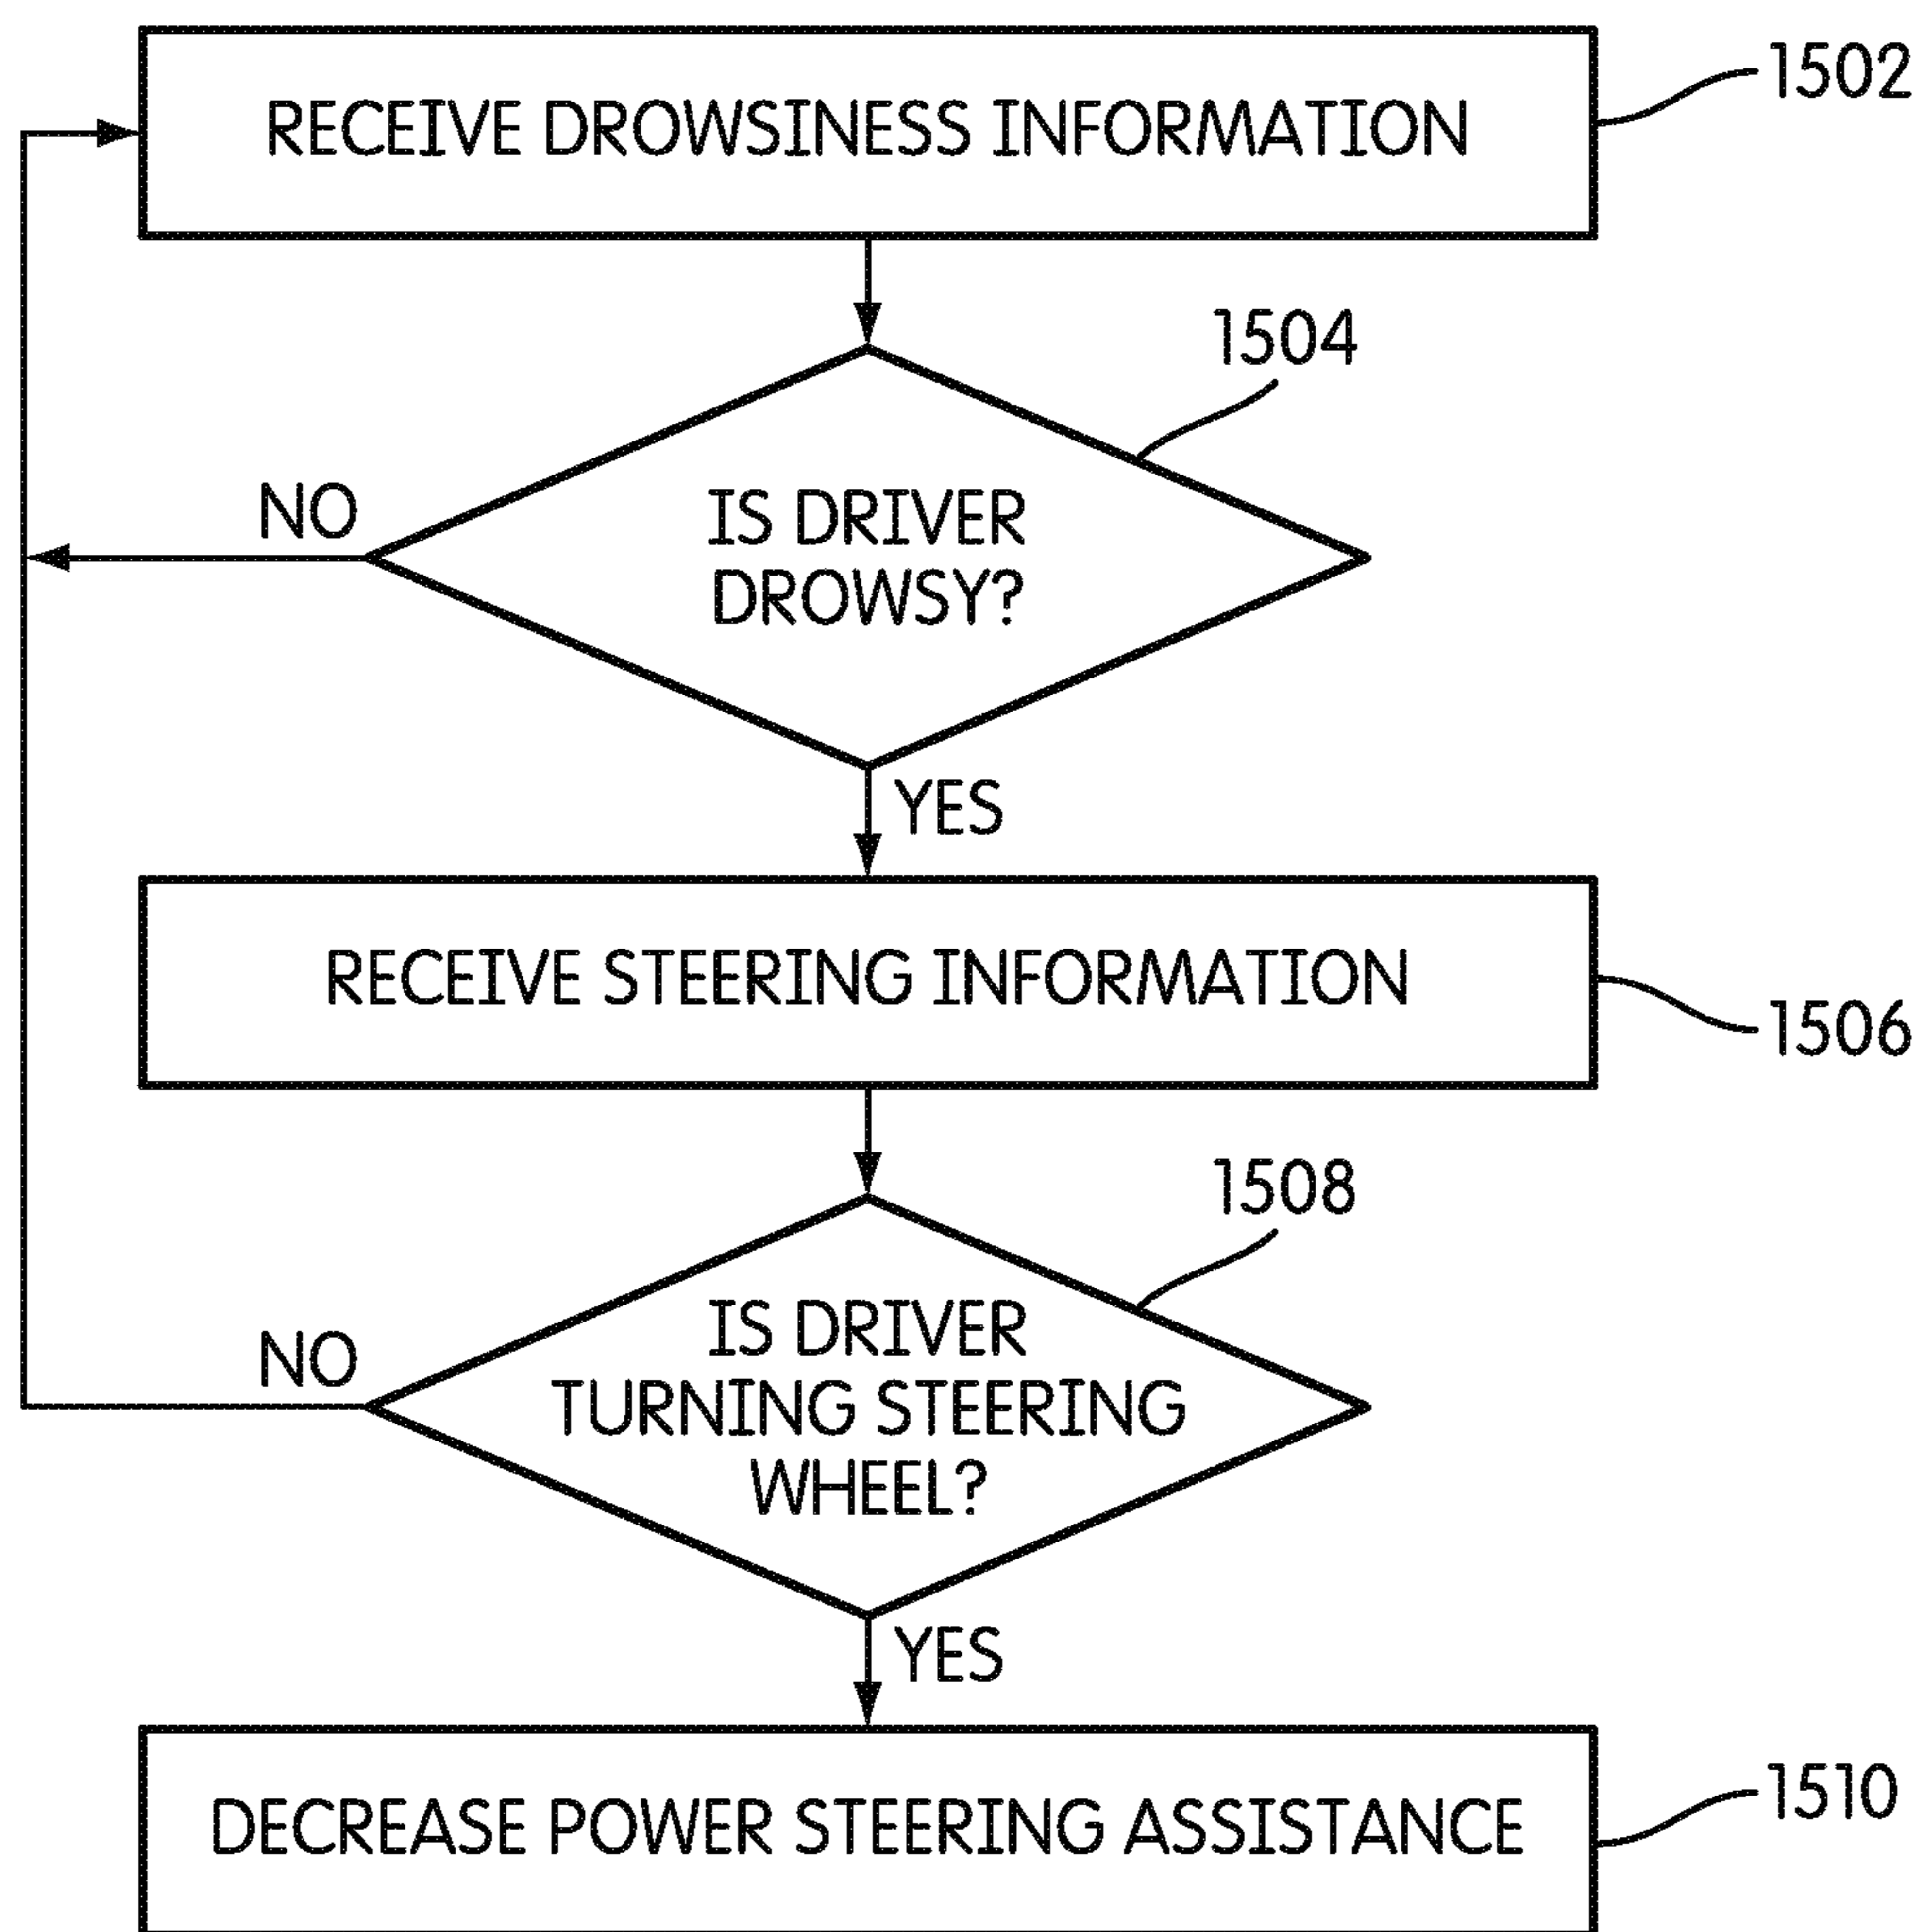 RECEIVE DROWSINESS INFORMATION
1502
1504
IS DRIVER
DROWSY?
NO
YES
RECEIVE STEERING INFORMATION
1506
1508
IS DRIVER
TURNING STEERING
WHEEL?
NO
YES
DECREASE POWER STEERING ASSISTANCE
1510